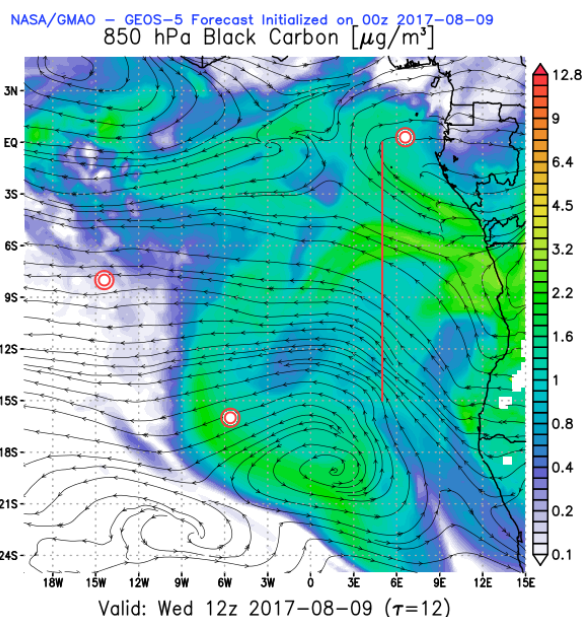 NASA/GMAO - GEOS-5 Forecast Initialized on 00z 2017-08-09
850 hPa Black Carbon [μg/m³]
3N
EQ
3S
6S
9S
12S
15S
18S
21S
24S
18W
15W
12W
9W
6W
3W
0
3E
6E
9E
12E
15E
12.8
9
6.4
4.5
3.2
2.2
1.6
1
0.8
0.4
0.2
0.1
Valid: Wed 12z 2017-08-09 (τ=12)